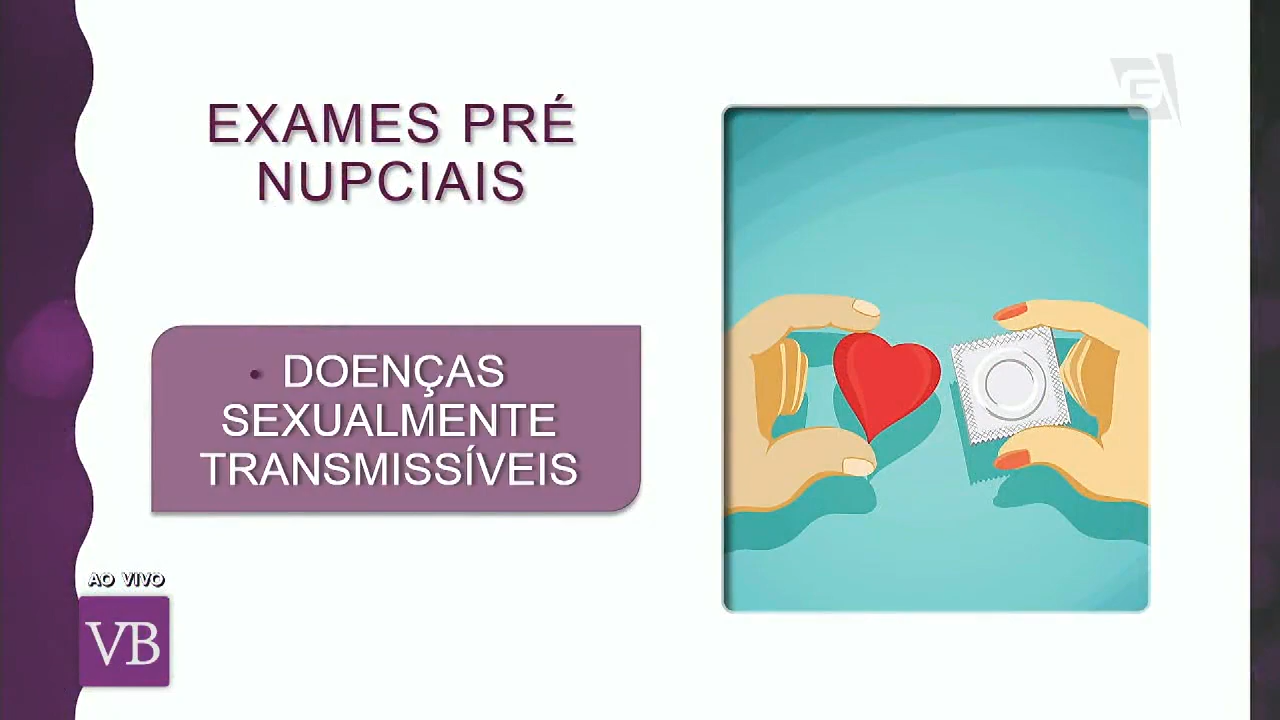 EXAMES PRÉ
NUPCIAIS
• DOENÇAS
SEXUALMENTE
TRANSMISSÍVEIS
AO VIVO
VB